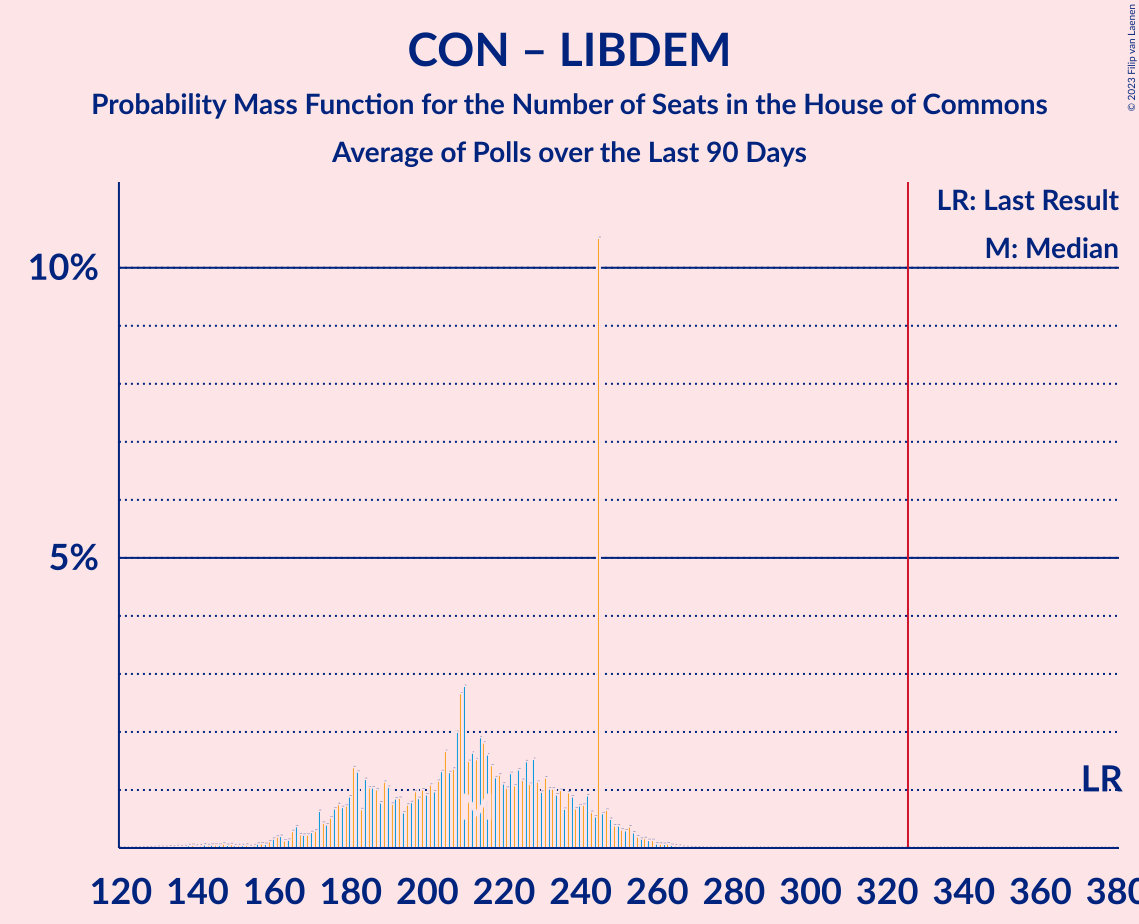 CON – LIBDEM
Probability Mass Function for the Number of Seats in the House of Commons
Average of Polls over the Last 90 Days
© 2023 Filip van Laenen
LR: Last Result
M: Median
10%
5%
LR
120 140 160 180 200 220 240 260 280 300 320 340 360 380